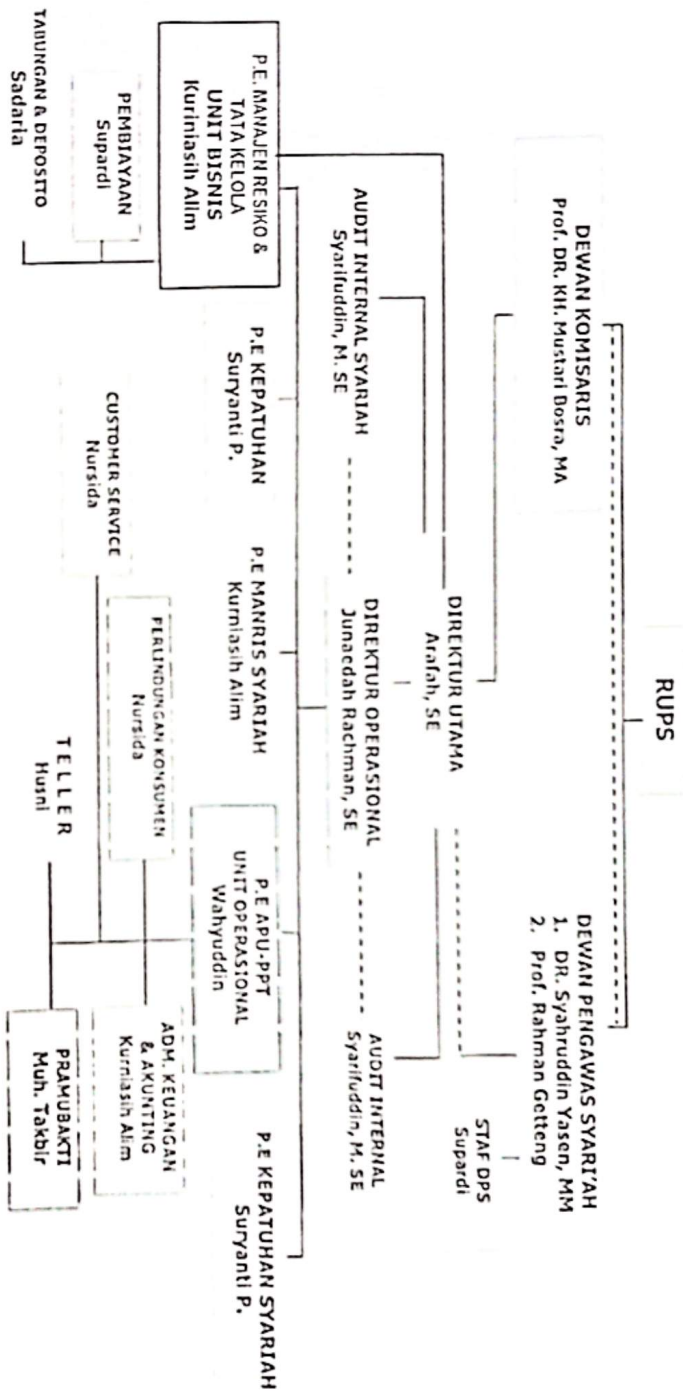 RUPS
DEWAN KOMISARIS
Prof. DR. KH. Mustari Bosra, MA
DEWAN PENGAWAS SYARI'AH
1. DR. Syahruddin Yasen, MM
2. Prof. Rahman Getteng
STAF DPS
Supardi
DIREKTUR UTAMA
Arafah, SE
AUDIT INTERNAL SYARIAH
Syarifuddin, M. SE
DIREKTUR OPERASIONAL
Junaedah Rachman, SE
AUDIT INTERNAL
Syarifuddin, M. SE
P.E. MANAJEN RESIKO &
TATA KELOLA
UNIT BISNIS
Kuriniasih Alim
P.E KEPATUHAN
Suryanti P.
P.E MANRIS SYARIAH
Kurniasih Alim
P.E APU-PPT
UNIT OPERASIONAL
Wahyuddin
P.E KEPATUHAN SYARIAH
Suryanti P.
PEMBIAYAAN
Supardi
TABUNGAN & DEPOSITO
Sadaria
CUSTOMER SERVICE
Nursida
PERLINDUNGAN KONSUMEN
Nursida
ADM. KEUANGAN
& AKUNTING
Kurniasih Alim
TELLER
Husni
PRAMUBAKTI
Muh. Takbir